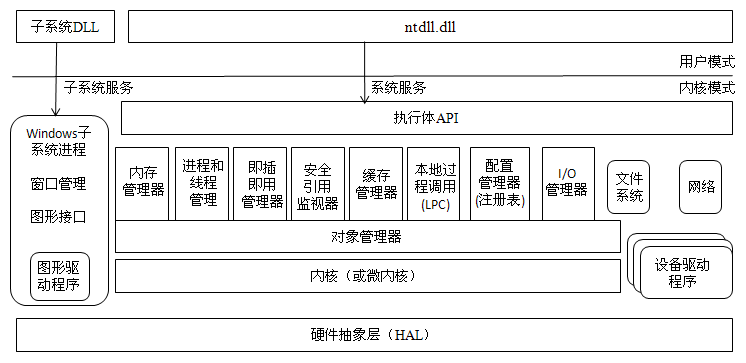 子系统DLL
ntdll.dll
用户模式
子系统服务
系统服务
内核模式
执行体API
Windows子
系统进程
窗口管理
图形接口
图形驱
动程序
内存
管理器
进程和
线程
管理
即插
即用
管理器
安全
引用
监视器
缓存
管理器
本地过
程调用
(LPC)
配置
管理器
(注册表)
I/O
管理器
文件
系统
网络
对象管理器
设备驱动
程序
内核（或微内核）
硬件抽象层（HAL）